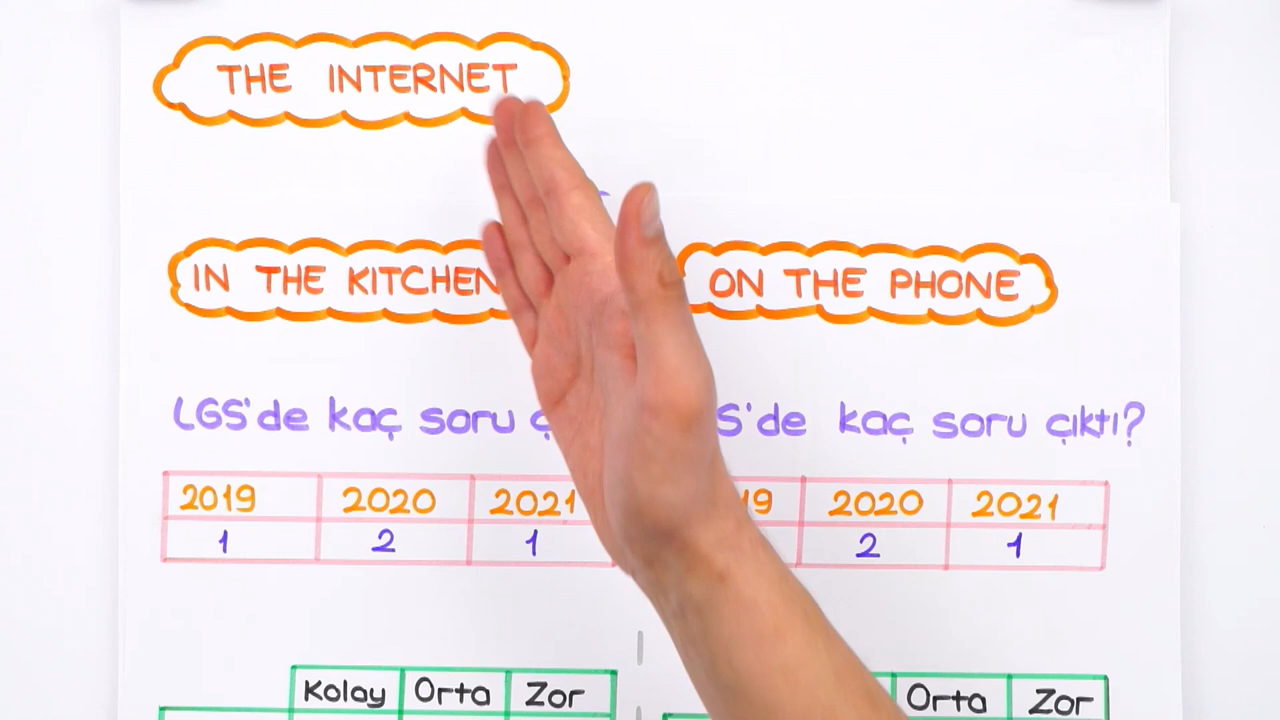 THE INTERNET
IN THE KITCHEN
ON THE PHONE
LGS'de kaç soru
S'de kaç soru çıktı?
2019 2020 2021
1 2 1
19 2020 2021
2 1
Kolay Orta Zor
Orta Zor